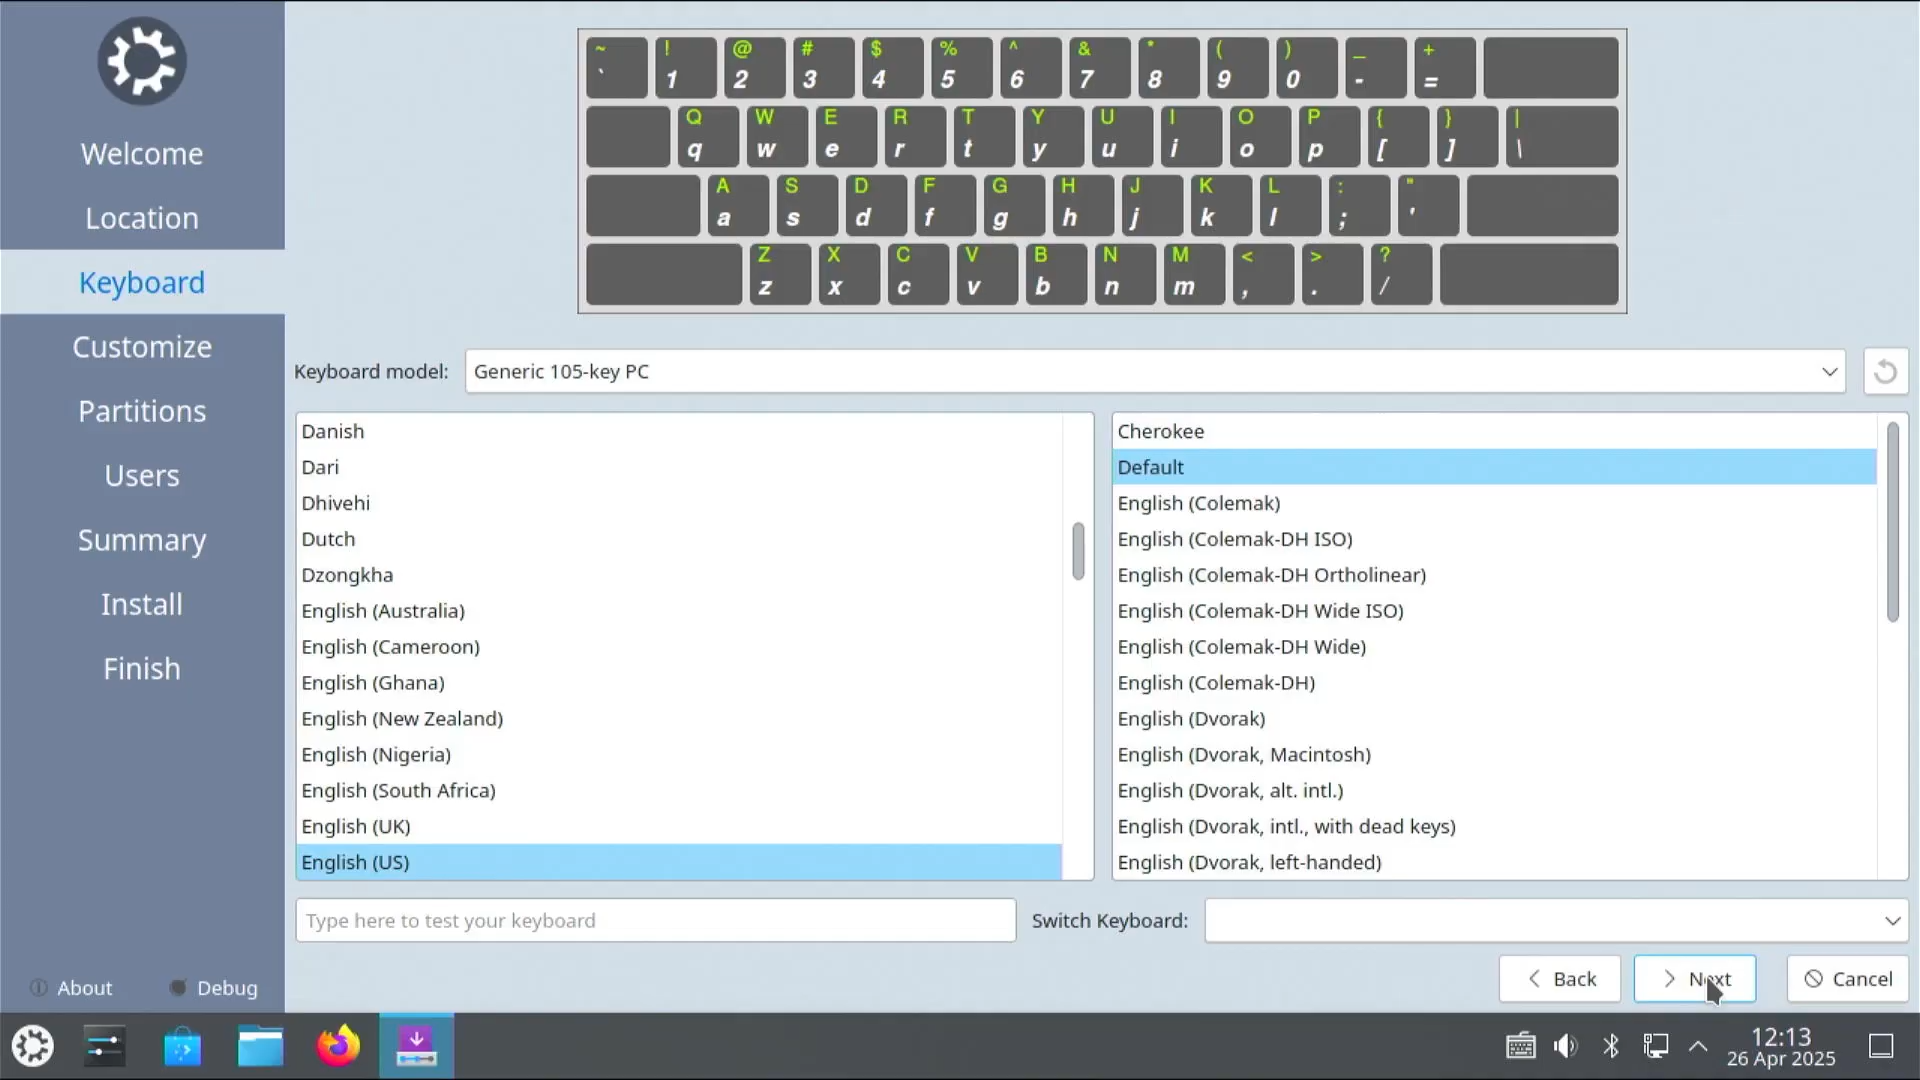 Welcome
Location
Keyboard
Customize
Partitions
Users
Summary
Install
Finish
About
Debug
~ ! @ # $ % ^ & * ( ) _ +
` 1 2 3 4 5 6 7 8 9 0 - =
Q W E R T Y U I O P { } |
q w e r t y u i o p [ ] \
A S D F G H J K L : "
a s d f g h j k l ; '
Z X C V B N M < > ?
z x c v b n m , . /
Keyboard model: Generic 105-key PC
Danish
Dari
Dhivehi
Dutch
Dzongkha
English (Australia)
English (Cameroon)
English (Ghana)
English (New Zealand)
English (Nigeria)
English (South Africa)
English (UK)
English (US)
Cherokee
Default
English (Colemak)
English (Colemak-DH ISO)
English (Colemak-DH Ortholinear)
English (Colemak-DH Wide ISO)
English (Colemak-DH Wide)
English (Colemak-DH)
English (Dvorak)
English (Dvorak, Macintosh)
English (Dvorak, alt. intl.)
English (Dvorak, intl., with dead keys)
English (Dvorak, left-handed)
Type here to test your keyboard
Switch Keyboard:
Back
Next
Cancel
12:13
26 Apr 2025